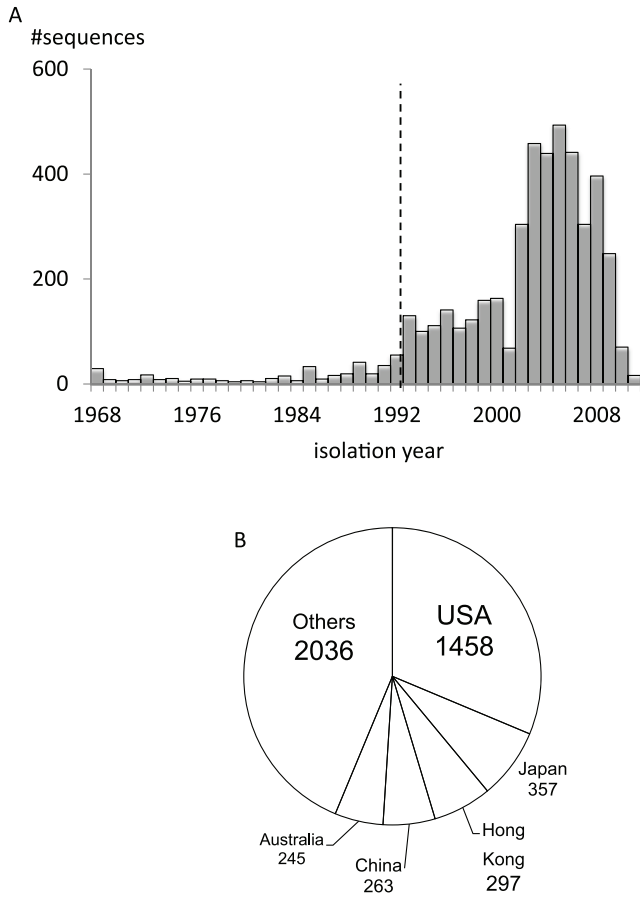 A
#sequences
600
400
200
0
1968 1976 1984 1992 2000 2008
isolation year
B
Others
2036
USA
1458
Japan
357
Hong
Kong
297
China
263
Australia
245